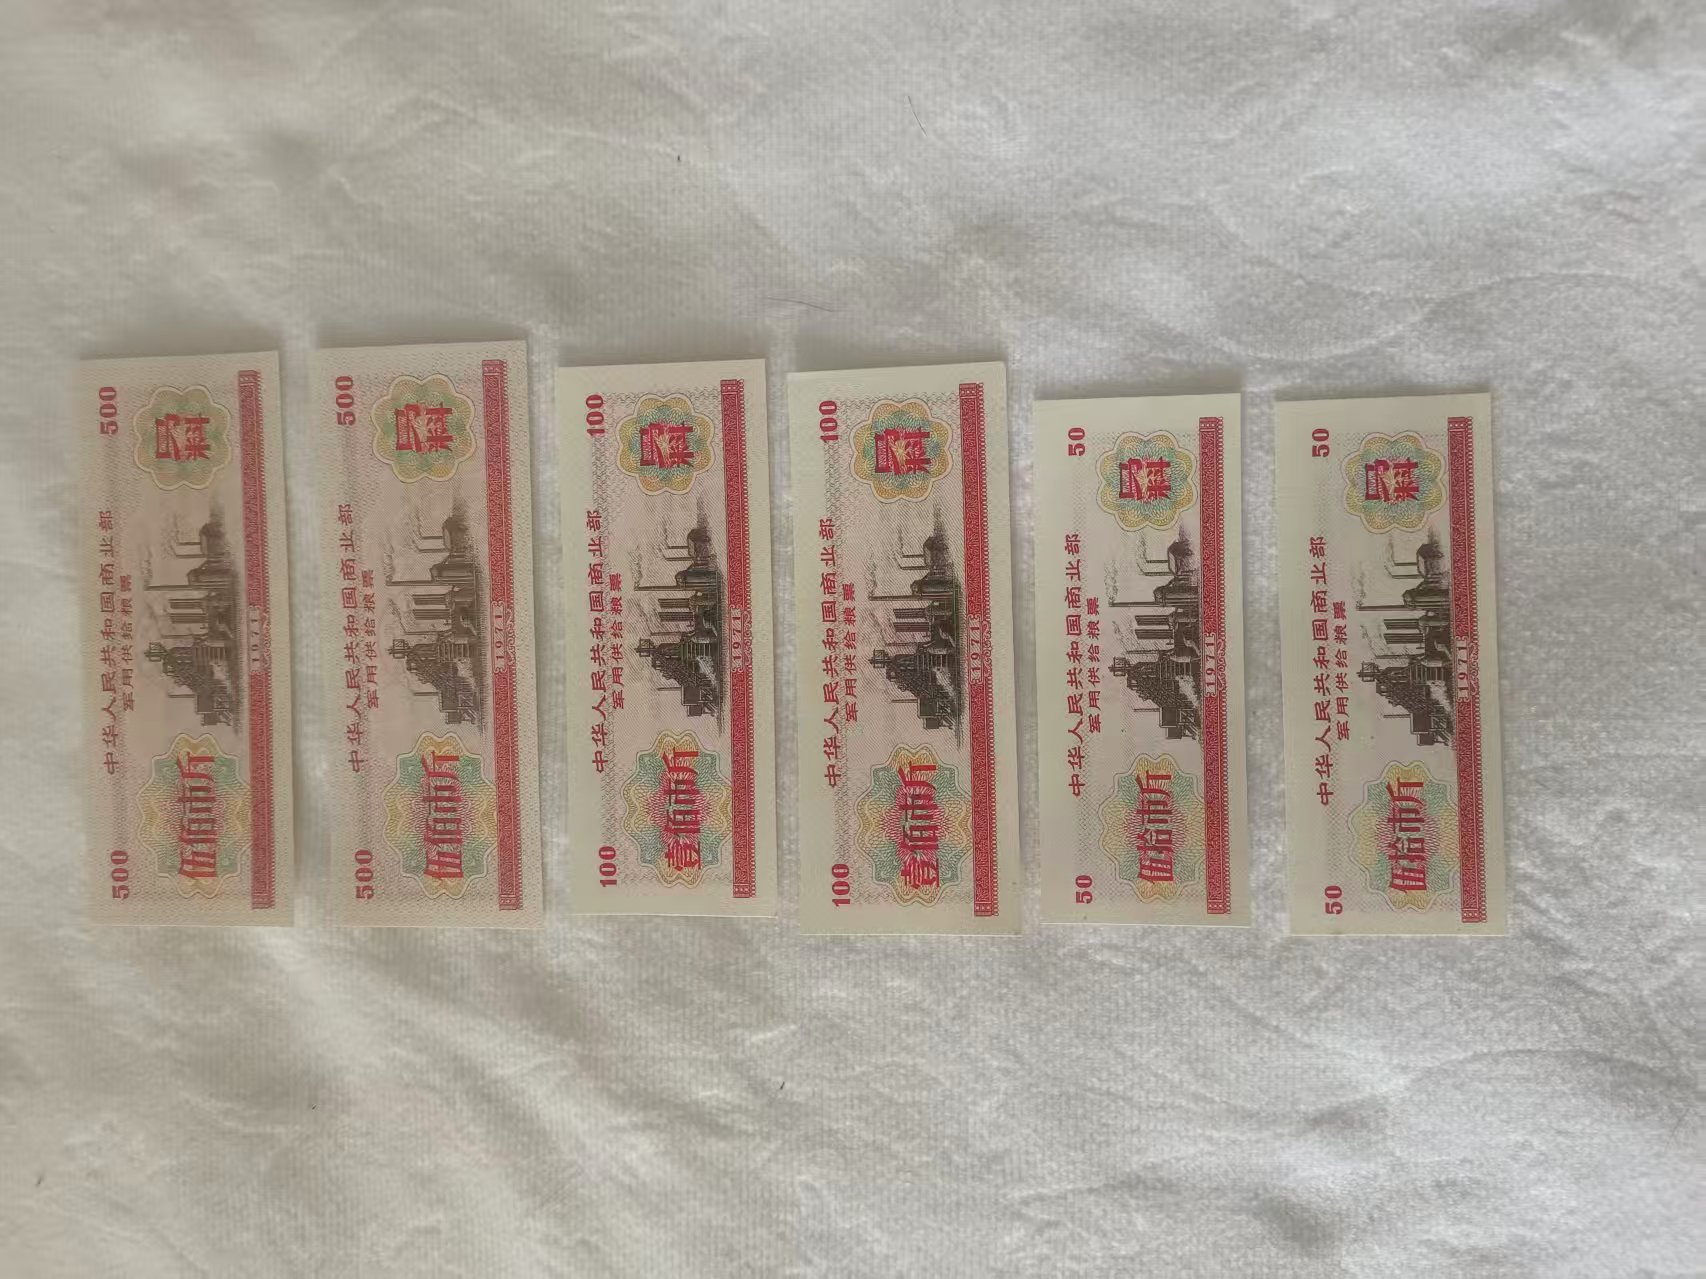 500 中华人民共和国商业部 500
军用供给粮票
伍佰市斤 马料
1971
500 中华人民共和国商业部 500
军用供给粮票
伍佰市斤 马料
1971
100 中华人民共和国商业部 100
军用供给粮票
壹佰市斤 马料
1971
100 中华人民共和国商业部 100
军用供给粮票
壹佰市斤 马料
1971
50 中华人民共和国商业部 50
军用供给粮票
伍拾市斤 马料
1971
50 中华人民共和国商业部 50
军用供给粮票
伍拾市斤 马料
1971